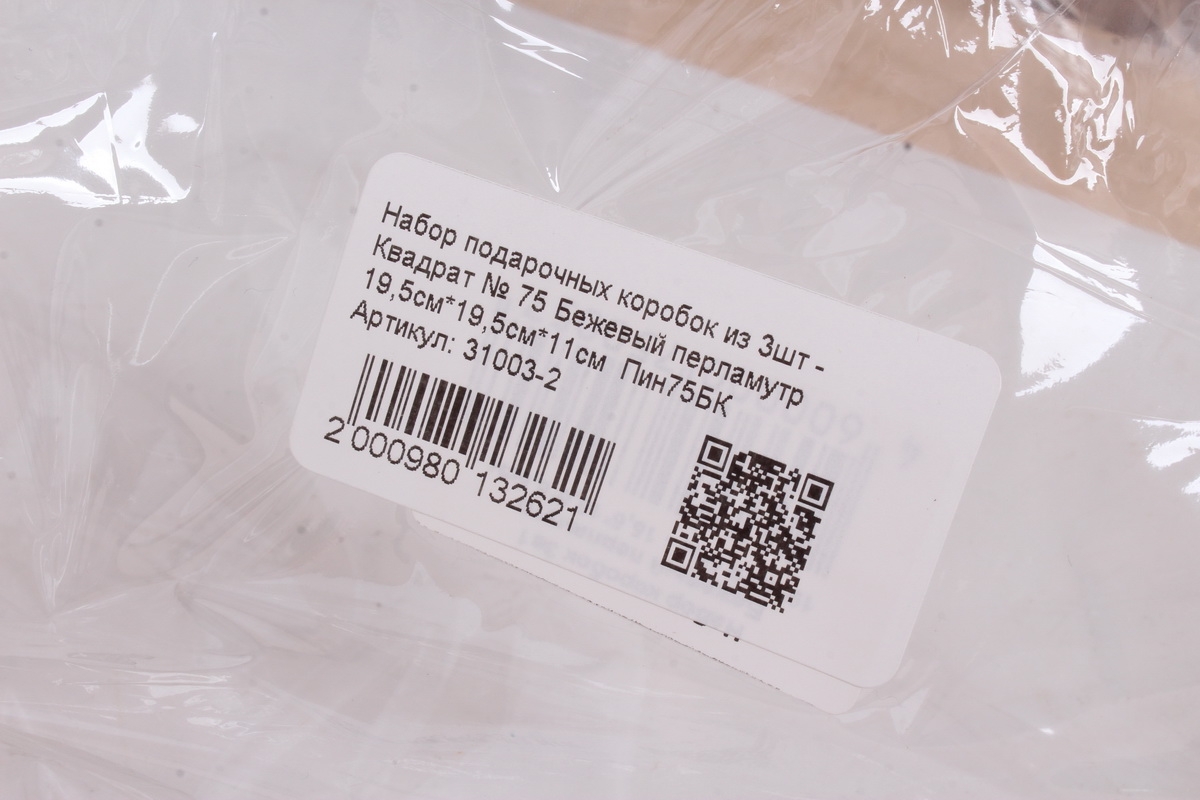 Набор подарочных коробок из 3шт -
Квадрат № 75 Бежевый перламутр
19,5см*19,5см*11см Пин75БК
Артикул: 31003-2
2 000980 132621